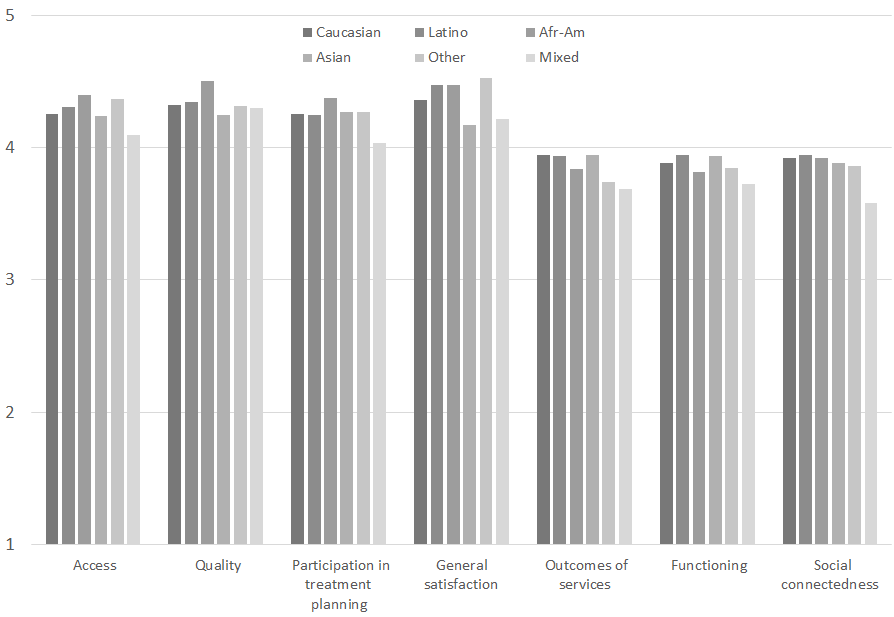 5
Caucasian Latino Afr-Am
Asian Other Mixed
4
3
2
1
Access Quality Participation in General Outcomes of Functioning Social
treatment satisfaction services connectedness
planning